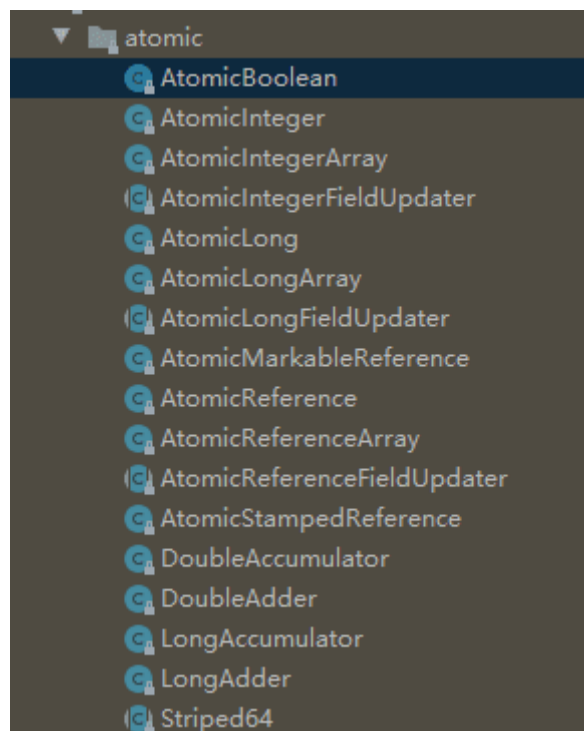 atomic
AtomicBoolean
AtomicInteger
AtomicIntegerArray
AtomicIntegerFieldUpdater
AtomicLong
AtomicLongArray
AtomicLongFieldUpdater
AtomicMarkableReference
AtomicReference
AtomicReferenceArray
AtomicReferenceFieldUpdater
AtomicStampedReference
DoubleAccumulator
DoubleAdder
LongAccumulator
LongAdder
Striped64